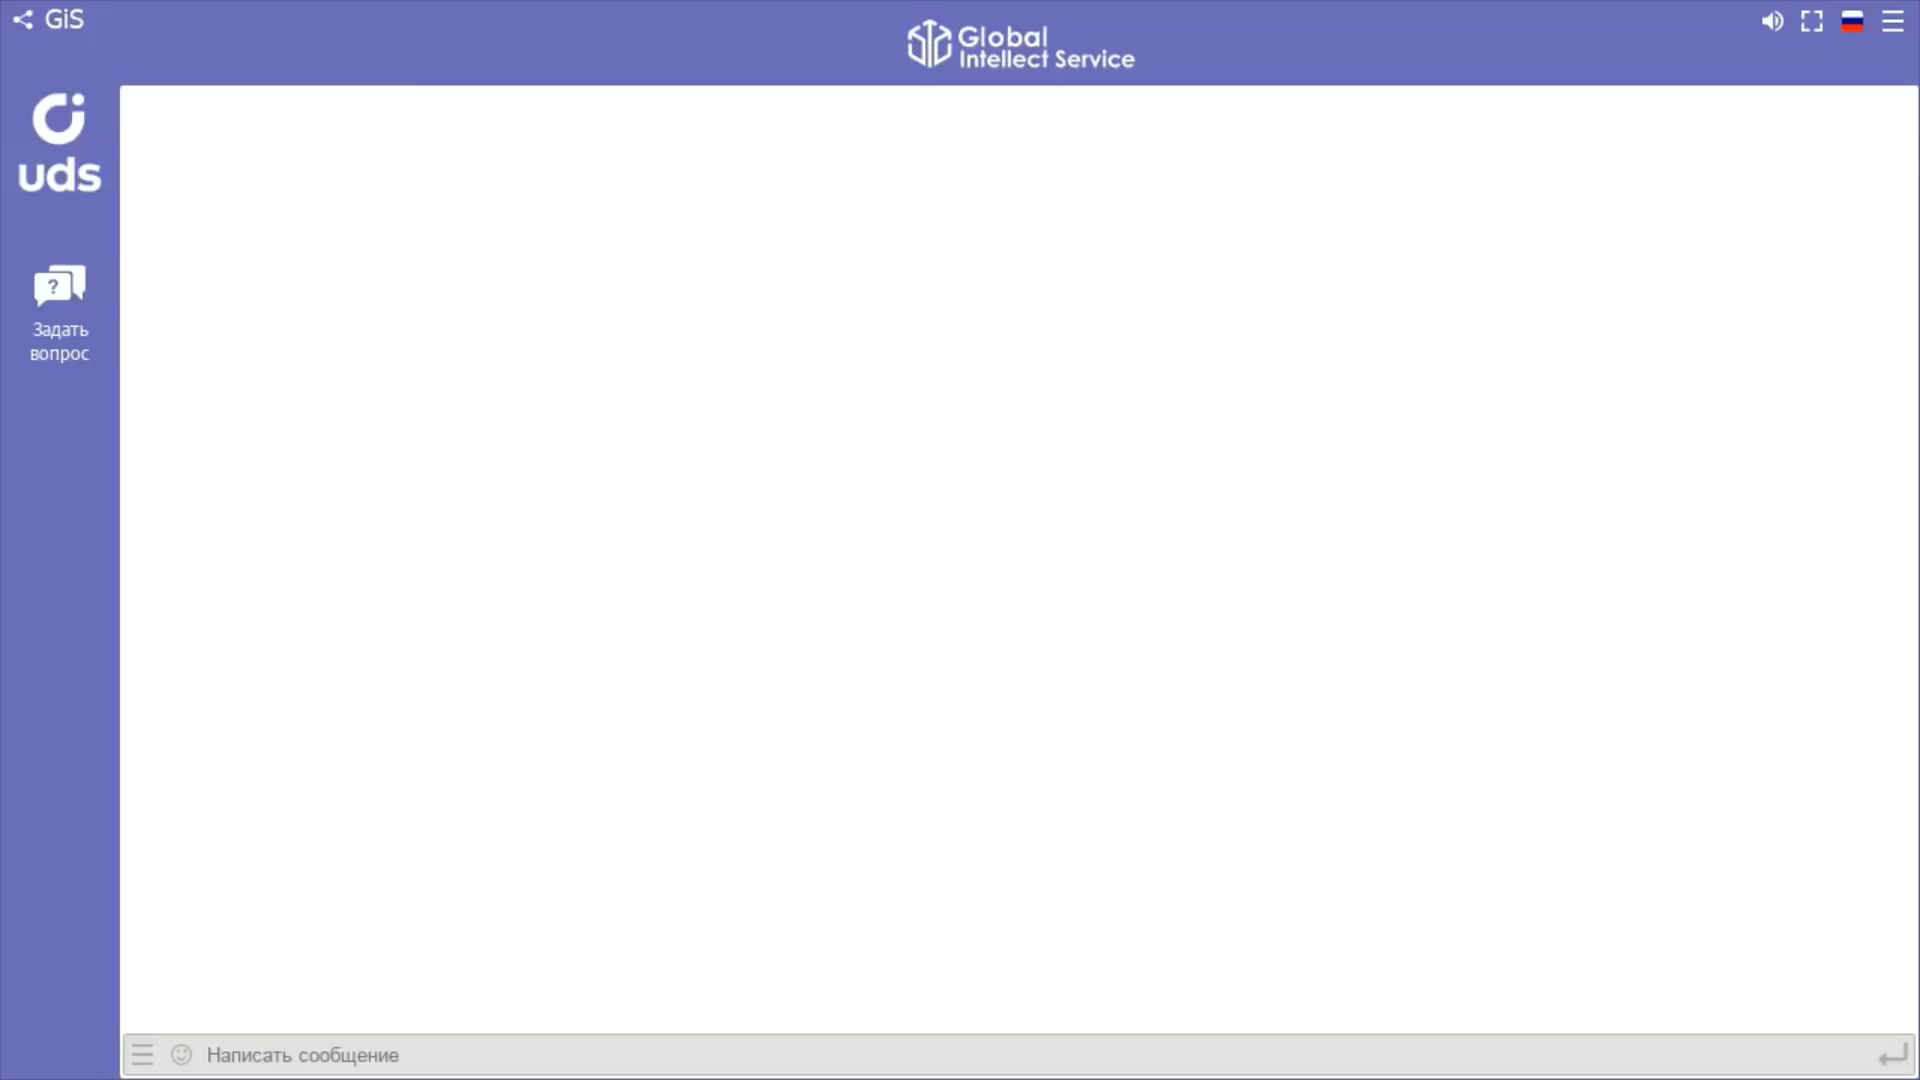 GiS
Global
Intellect Service
uds
?
Задать
вопрос
Написать сообщение